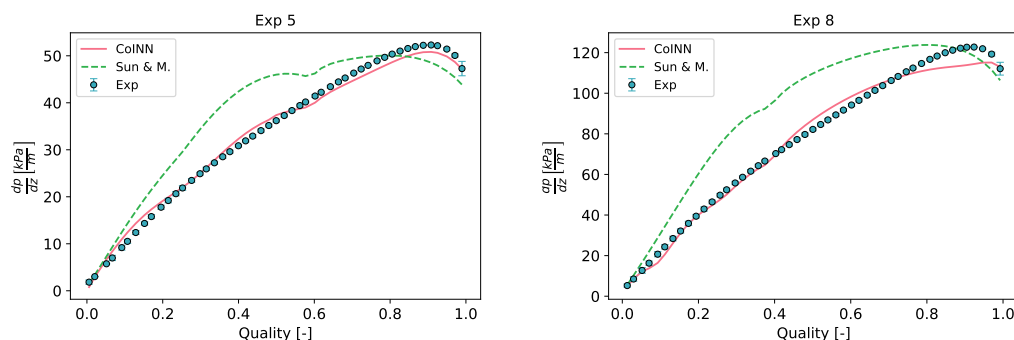 Exp 5
CoINN
Sun & M.
Exp
50
40
30
20
10
0
dp/dz [kPa/m]
0.0 0.2 0.4 0.6 0.8 1.0
Quality [-]
Exp 8
CoINN
Sun & M.
Exp
120
100
80
60
40
20
0
dp/dz [kPa/m]
0.0 0.2 0.4 0.6 0.8 1.0
Quality [-]